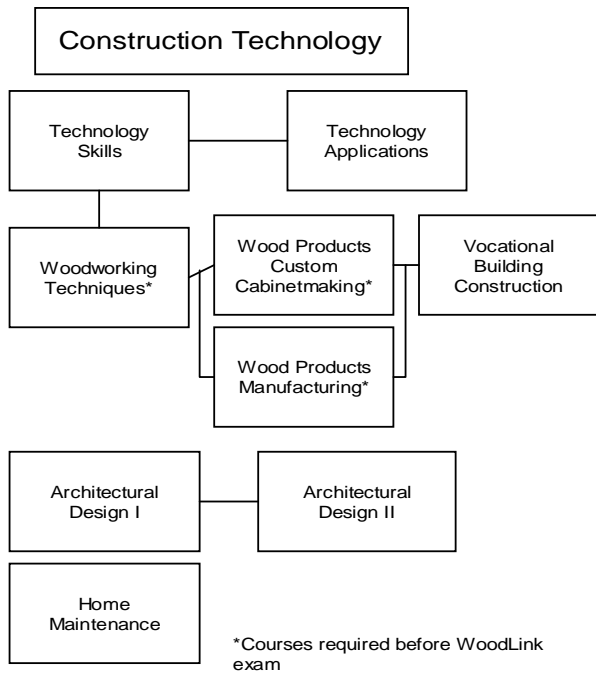 Construction Technology
Technology
Skills
Technology
Applications
Woodworking
Techniques*
Wood Products
Custom
Cabinetmaking*
Vocational
Building
Construction
Wood Products
Manufacturing*
Architectural
Design I
Architectural
Design II
Home
Maintenance
*Courses required before WoodLink
exam